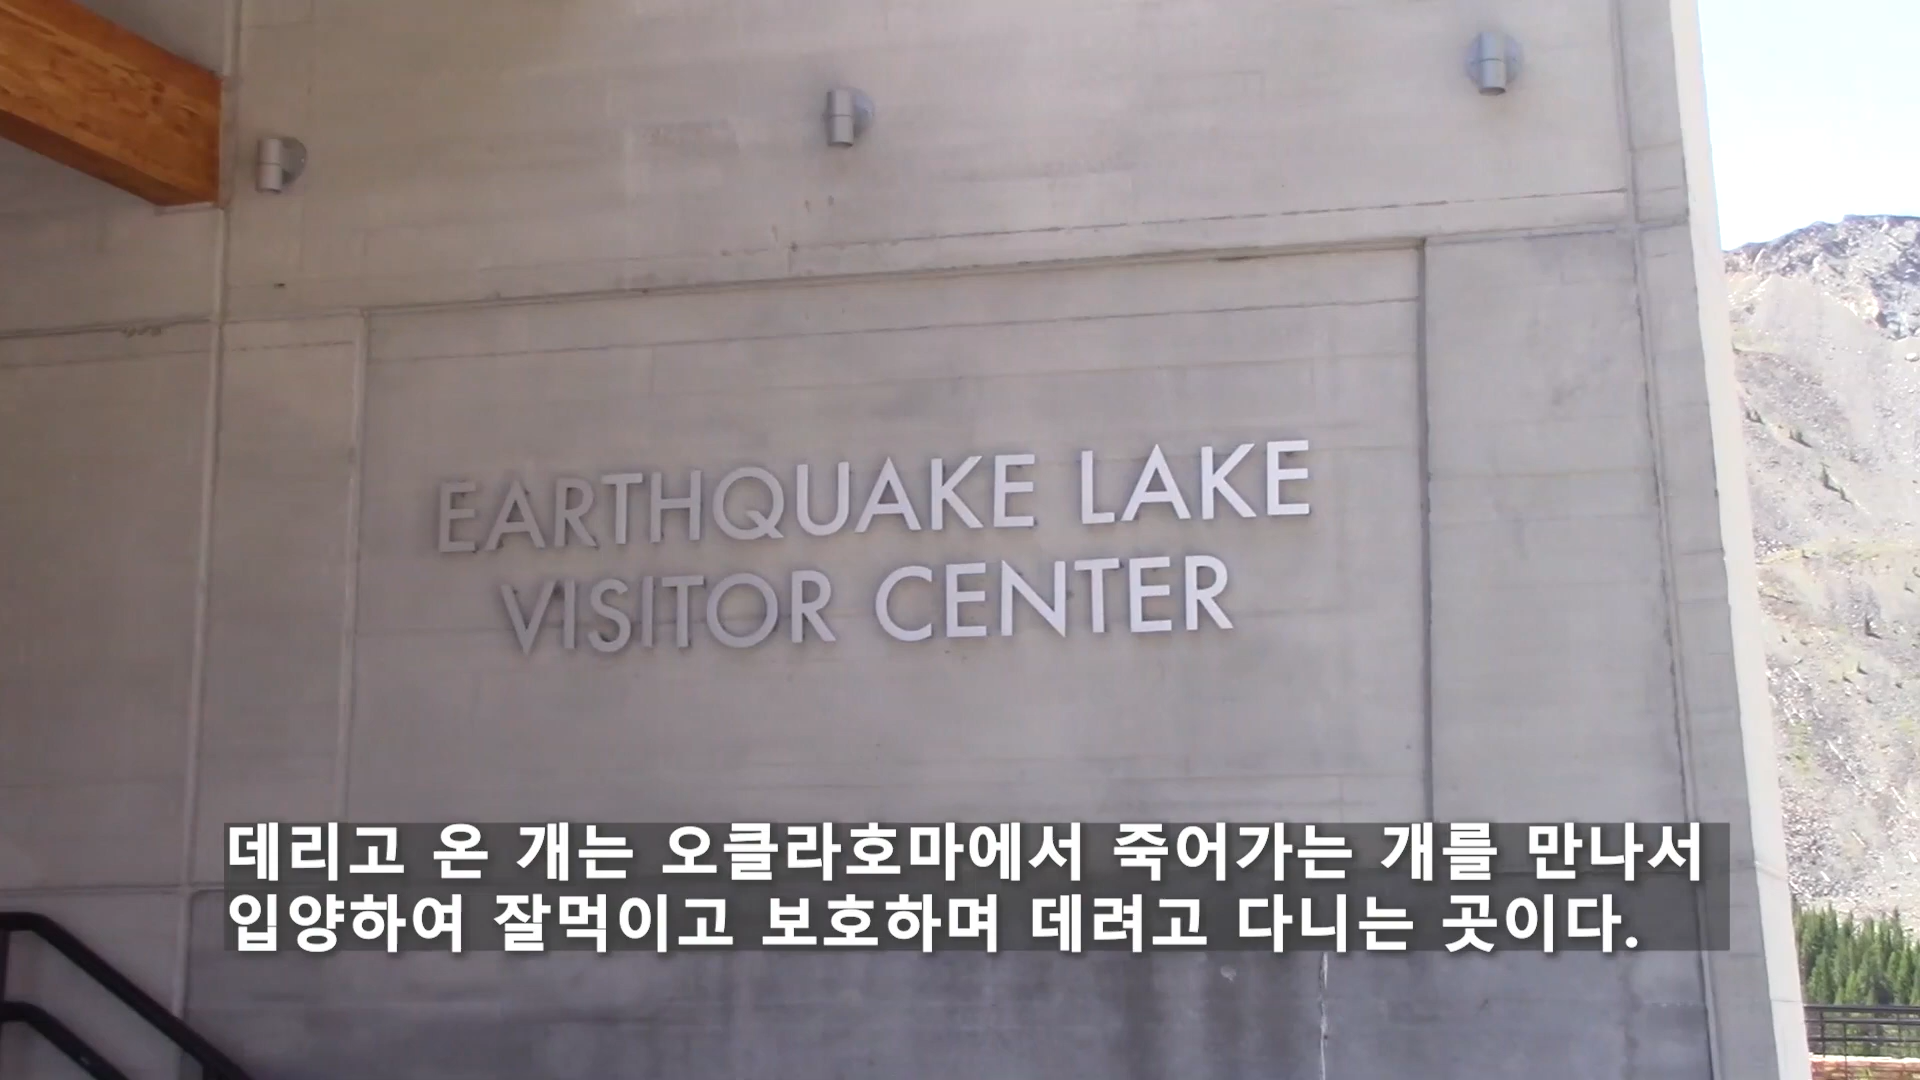 EARTHQUAKE LAKE
VISITOR CENTER
데리고 온 개는 오클라호마에서 죽어가는 개를 만나서
입양하여 잘먹이고 보호하며 데려고 다니는 곳이다.